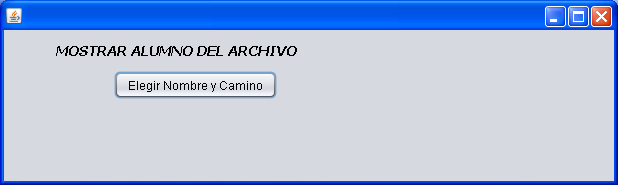 MOSTRAR ALUMNO DEL ARCHIVO
Elegir Nombre y Camino